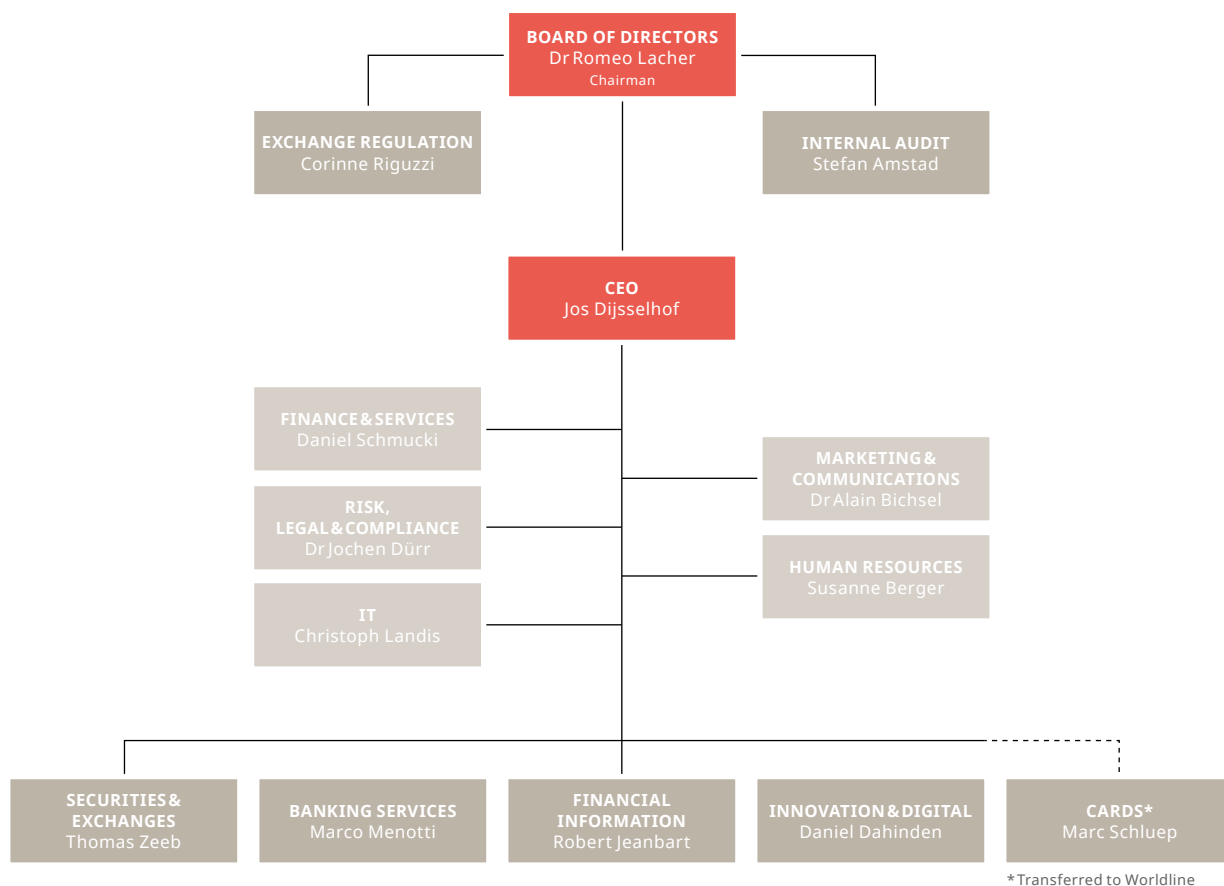 BOARD OF DIRECTORS
Dr Romeo Lacher
Chairman
EXCHANGE REGULATION
Corinne Riguzzi
INTERNAL AUDIT
Stefan Amstad
CEO
Jos Dijsselhof
FINANCE & SERVICES
Daniel Schmucki
MARKETING &
COMMUNICATIONS
Dr Alain Bichsel
RISK,
LEGAL & COMPLIANCE
Dr Jochen Dürr
HUMAN RESOURCES
Susanne Berger
IT
Christoph Landis
SECURITIES &
EXCHANGES
Thomas Zeeb
BANKING SERVICES
Marco Menotti
FINANCIAL
INFORMATION
Robert Jeanbart
INNOVATION & DIGITAL
Daniel Dahinden
CARDS*
Marc Schluep
* Transferred to Worldline